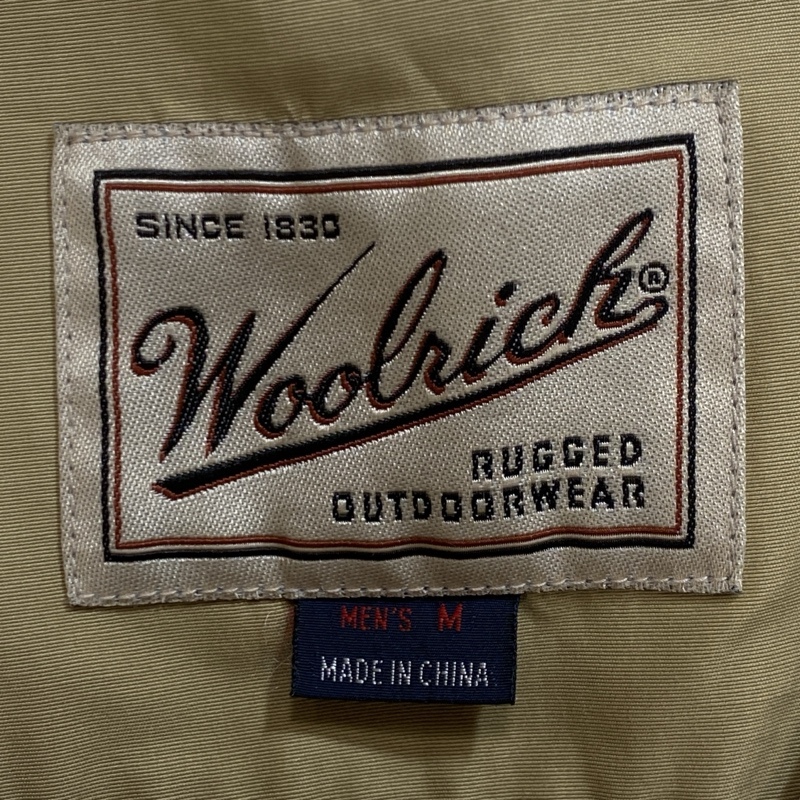 SINCE 1830
Woolrich®
RUGGED
OUTDOORWEAR
MEN'S M
MADE IN CHINA